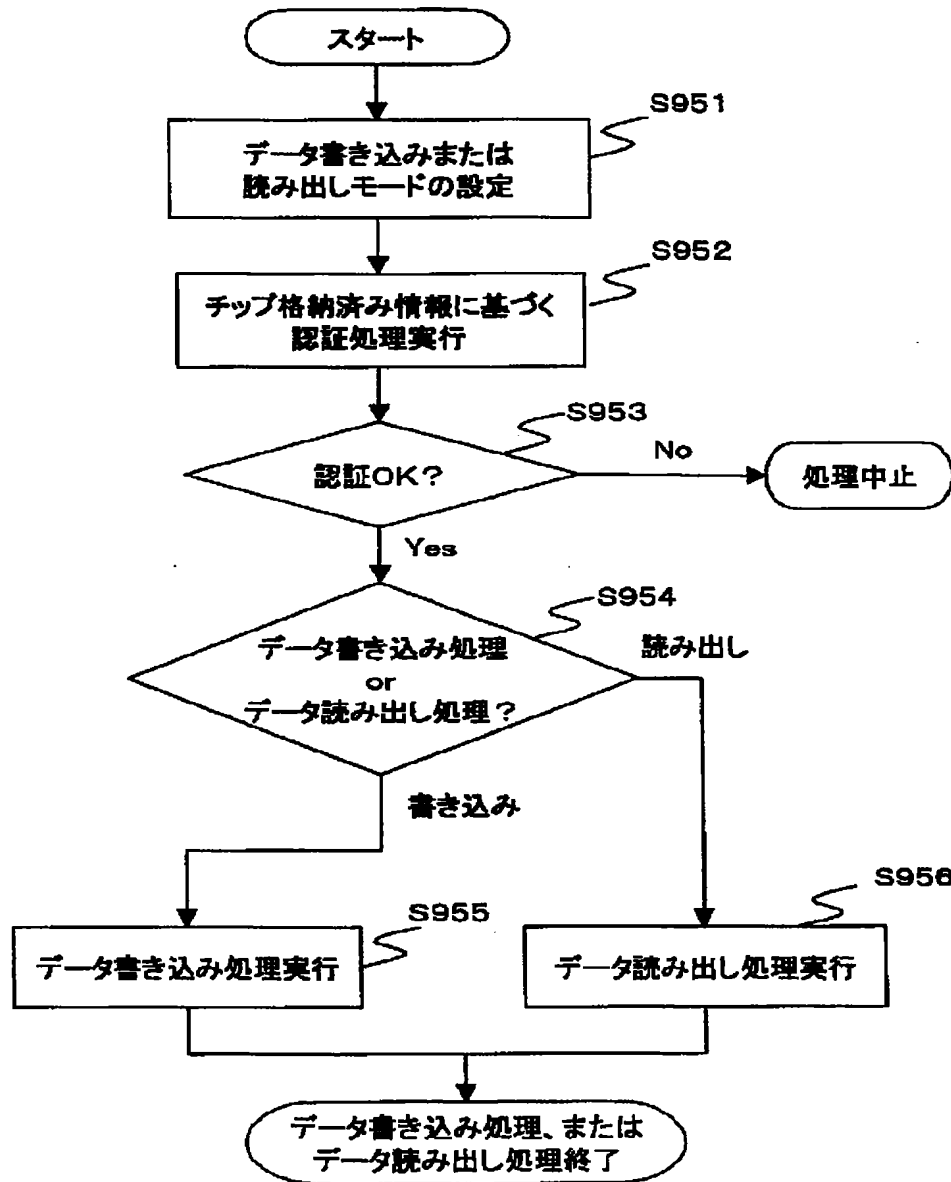 スタート
S951
データ書き込みまたは
読み出しモードの設定
S952
チップ格納済み情報に基づく
認証処理実行
S953
認証OK?
No
処理中止
Yes
S954
データ書き込み処理
or
データ読み出し処理?
読み出し
書き込み
S955
データ書き込み処理実行
S956
データ読み出し処理実行
データ書き込み処理、または
データ読み出し処理終了